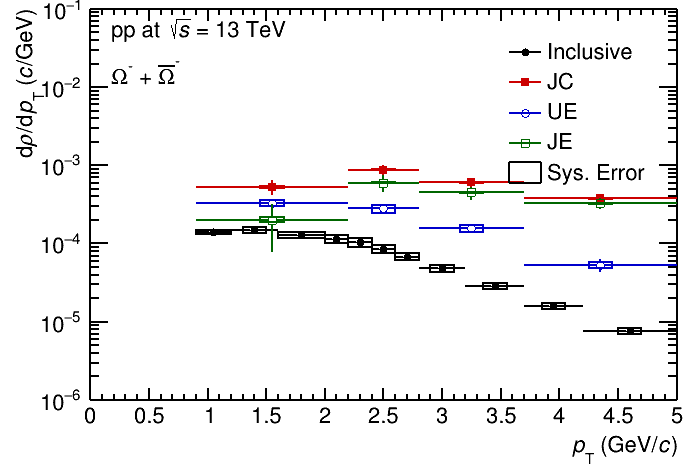 pp at √s = 13 TeV
Ω⁻ + Ω̅⁻
Inclusive
JC
UE
JE
Sys. Error
dρ/dp_T (c/GeV)
10⁻¹
10⁻²
10⁻³
10⁻⁴
10⁻⁵
10⁻⁶
0 0.5 1 1.5 2 2.5 3 3.5 4 4.5 5
p_T (GeV/c)